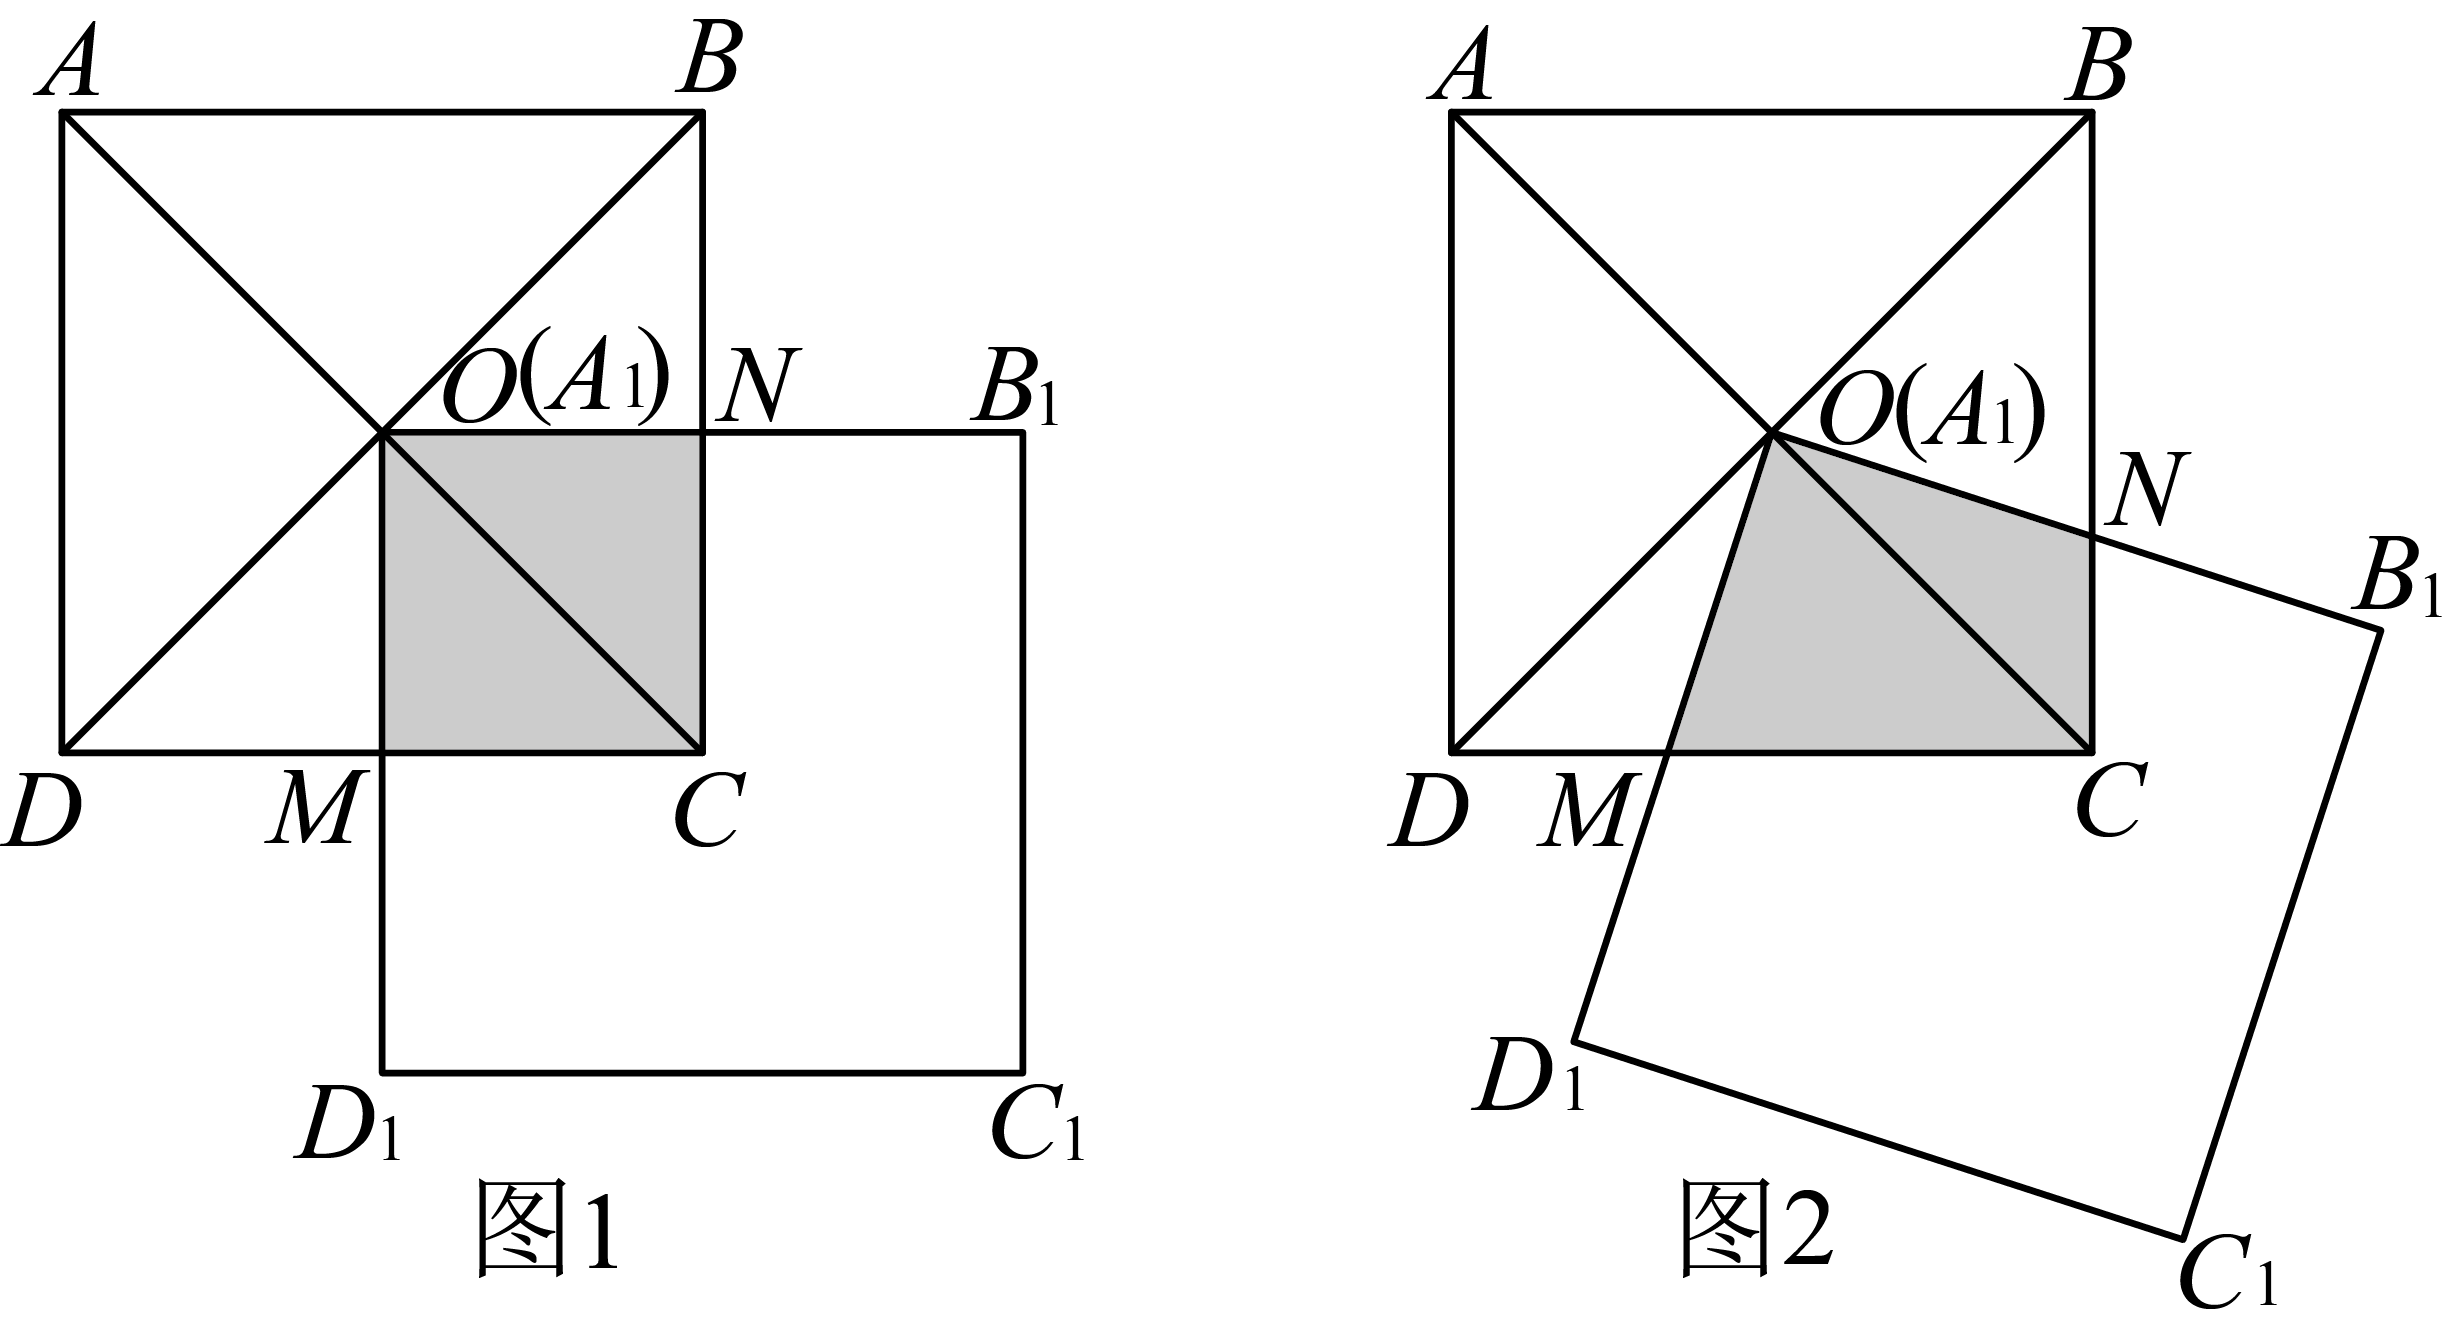 A B
O(A1) N B1
D M C
D1 C1
图1
A B
O(A1) N
B1
D M C
D1
C1
图2